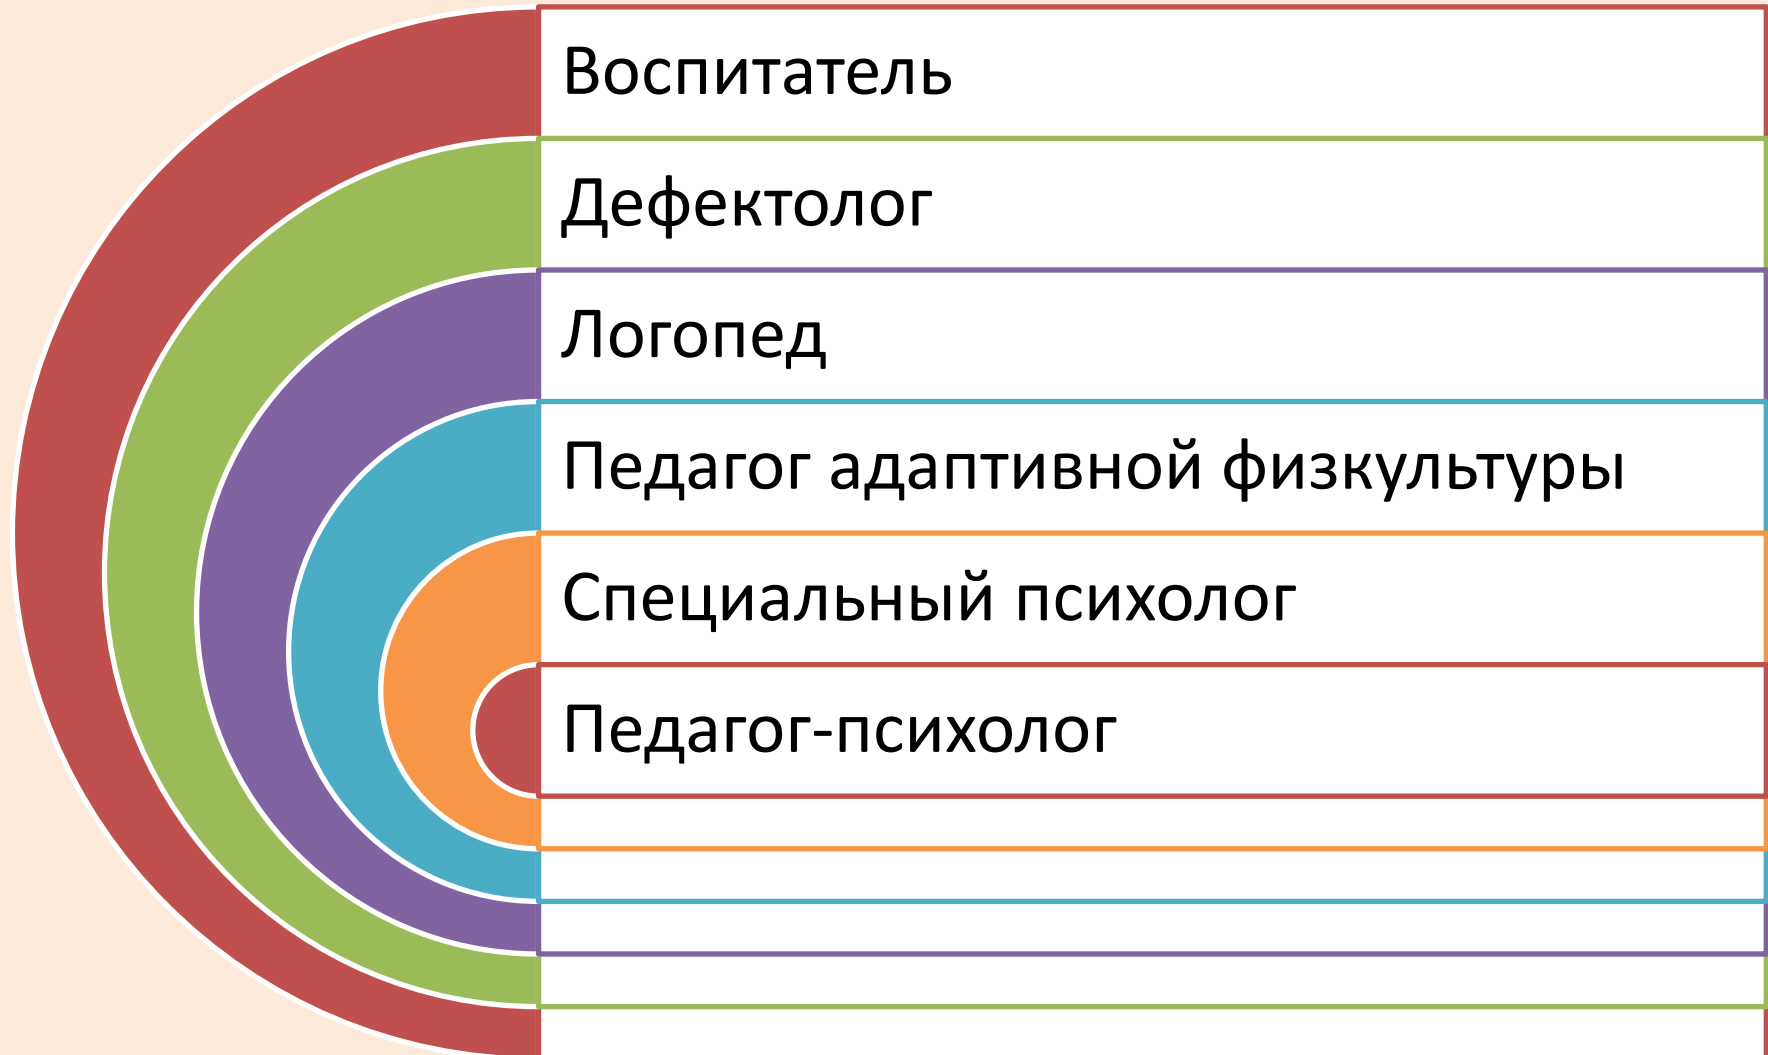 Воспитатель
Дефектолог
Логопед
Педагог адаптивной физкультуры
Специальный психолог
Педагог-психолог